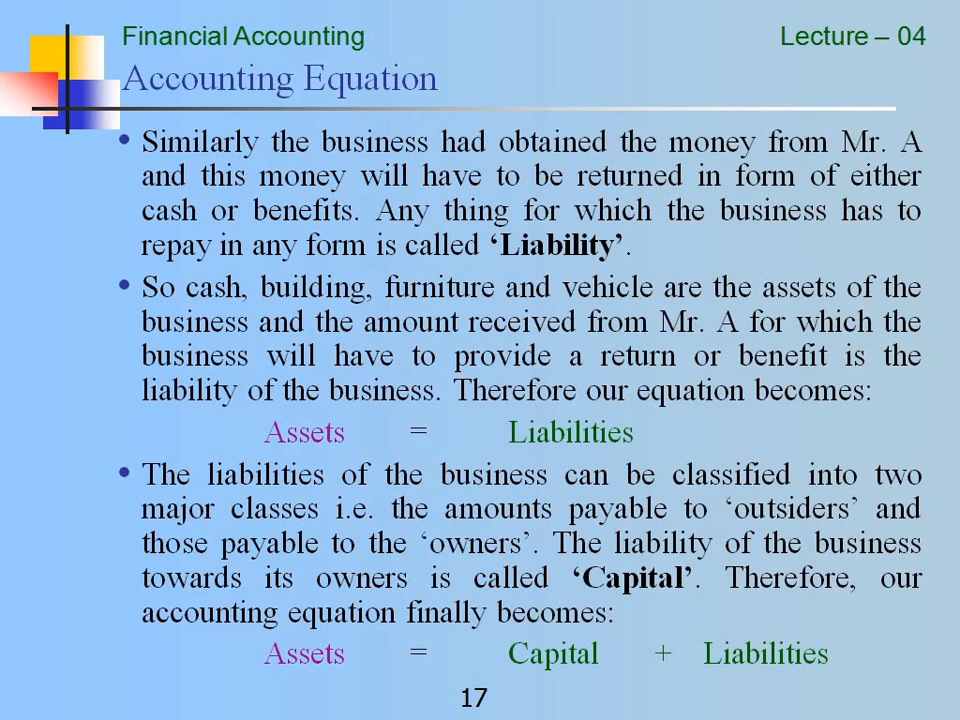 Financial Accounting Lecture – 04
Accounting Equation
• Similarly the business had obtained the money from Mr. A
and this money will have to be returned in form of either
cash or benefits. Any thing for which the business has to
repay in any form is called ‘Liability’.
• So cash, building, furniture and vehicle are the assets of the
business and the amount received from Mr. A for which the
business will have to provide a return or benefit is the
liability of the business. Therefore our equation becomes:
Assets = Liabilities
• The liabilities of the business can be classified into two
major classes i.e. the amounts payable to ‘outsiders’ and
those payable to the ‘owners’. The liability of the business
towards its owners is called ‘Capital’. Therefore, our
accounting equation finally becomes:
Assets = Capital + Liabilities
17